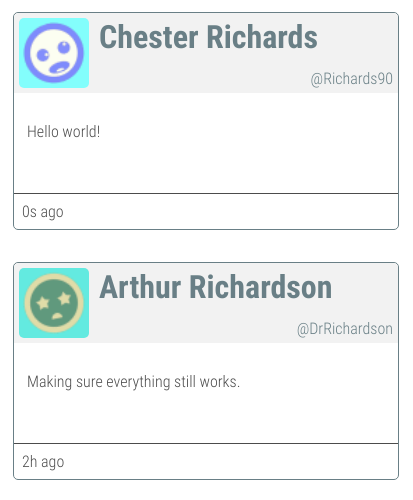 Chester Richards
@Richards90
Hello world!
0s ago
Arthur Richardson
@DrRichardson
Making sure everything still works.
2h ago